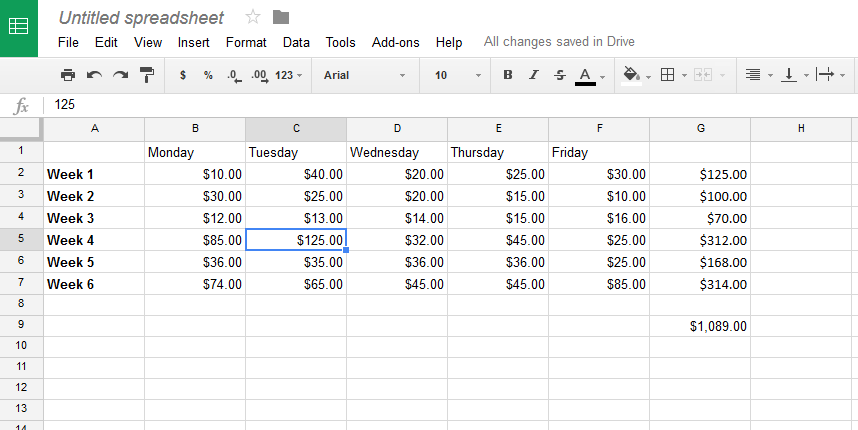 Untitled spreadsheet
File Edit View Insert Format Data Tools Add-ons Help All changes saved in Drive
$ % .0 .00 123 Arial 10 B I S A
fx 125
A B C D E F G H
1 Monday Tuesday Wednesday Thursday Friday
2 Week 1 $10.00 $40.00 $20.00 $25.00 $30.00 $125.00
3 Week 2 $30.00 $25.00 $20.00 $15.00 $10.00 $100.00
4 Week 3 $12.00 $13.00 $14.00 $15.00 $16.00 $70.00
5 Week 4 $85.00 $125.00 $32.00 $45.00 $25.00 $312.00
6 Week 5 $36.00 $35.00 $36.00 $36.00 $25.00 $168.00
7 Week 6 $74.00 $65.00 $45.00 $45.00 $85.00 $314.00
8
9 $1,089.00
10
11
12
13
14